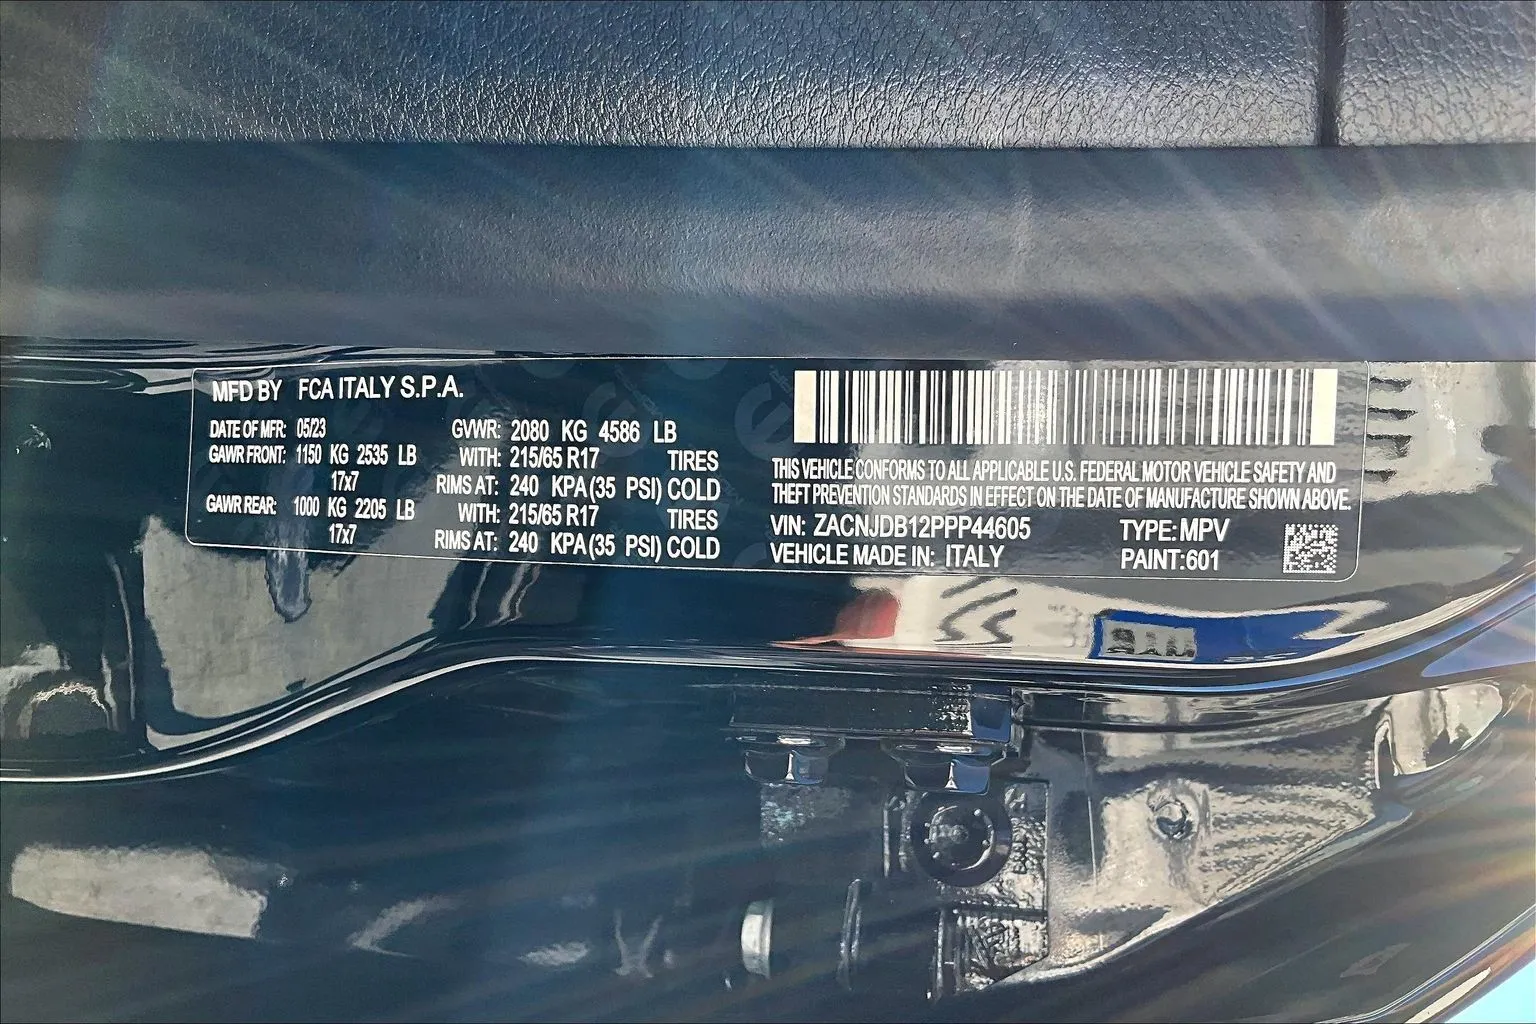 MFD BY FCA ITALY S.P.A.
DATE OF MFR: 05/23 GVWR: 2080 KG 4586 LB
GAWR FRONT: 1150 KG 2535 LB WITH: 215/65 R17 TIRES
17x7 RIMS AT: 240 KPA(35 PSI) COLD
GAWR REAR: 1000 KG 2205 LB WITH: 215/65 R17 TIRES
17x7 RIMS AT: 240 KPA(35 PSI) COLD
THIS VEHICLE CONFORMS TO ALL APPLICABLE U.S. FEDERAL MOTOR VEHICLE SAFETY AND
THEFT PREVENTION STANDARDS IN EFFECT ON THE DATE OF MANUFACTURE SHOWN ABOVE.
VIN: ZACNJDB12PPP44605 TYPE: MPV
VEHICLE MADE IN: ITALY PAINT:601